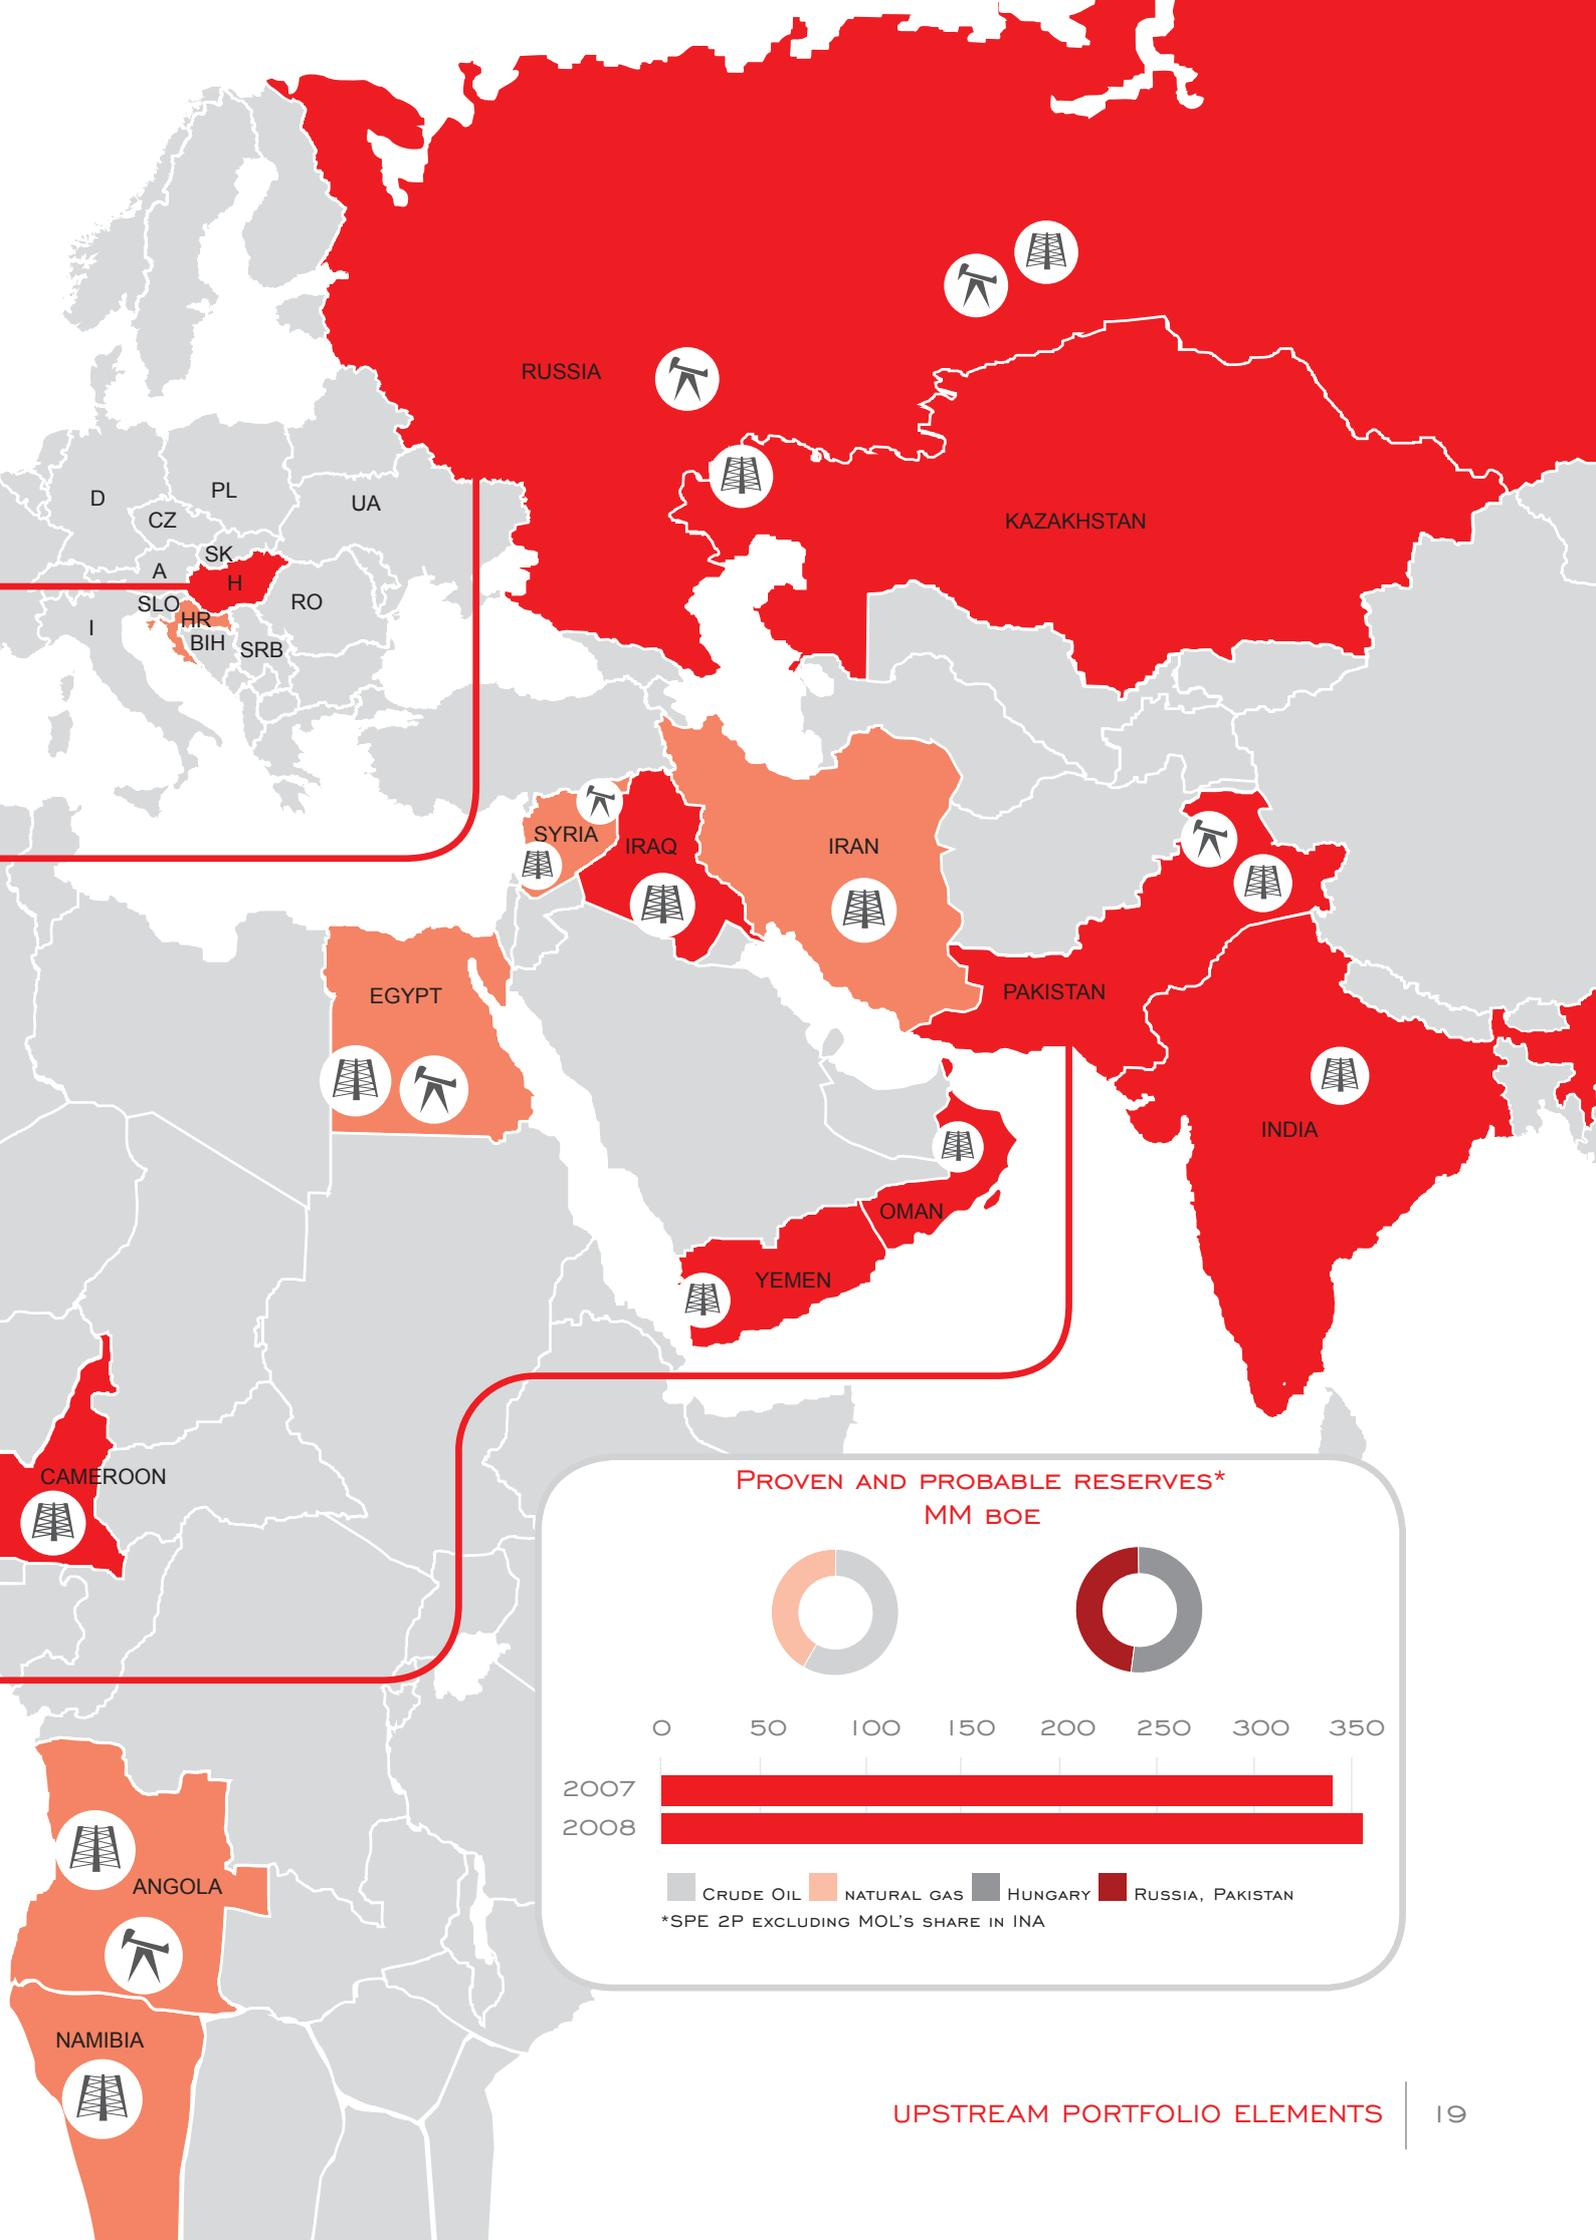 RUSSIA
KAZAKHSTAN
D
PL
UA
CZ
SK
A
H
SLO
RO
HR
I
BIH
SRB
SYRIA
IRAQ
IRAN
EGYPT
PAKISTAN
INDIA
OMAN
YEMEN
CAMEROON
ANGOLA
NAMIBIA
Proven and probable reserves*
MM boe
0 50 100 150 200 250 300 350
2007
2008
Crude Oil natural gas Hungary Russia, Pakistan
*SPE 2P excluding MOL's share in INA
UPSTREAM PORTFOLIO ELEMENTS 19